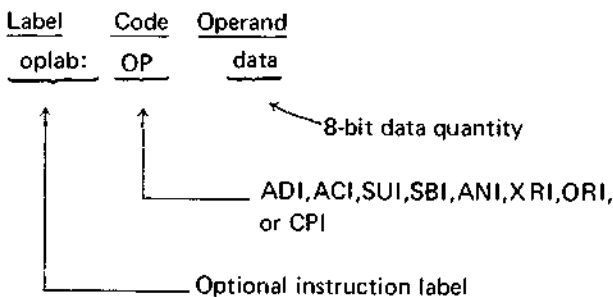 Label Code Operand
oplab: OP data
8-bit data quantity
ADI,ACI,SUI,SBI,ANI,XRI,ORI,
or CPI
Optional instruction label